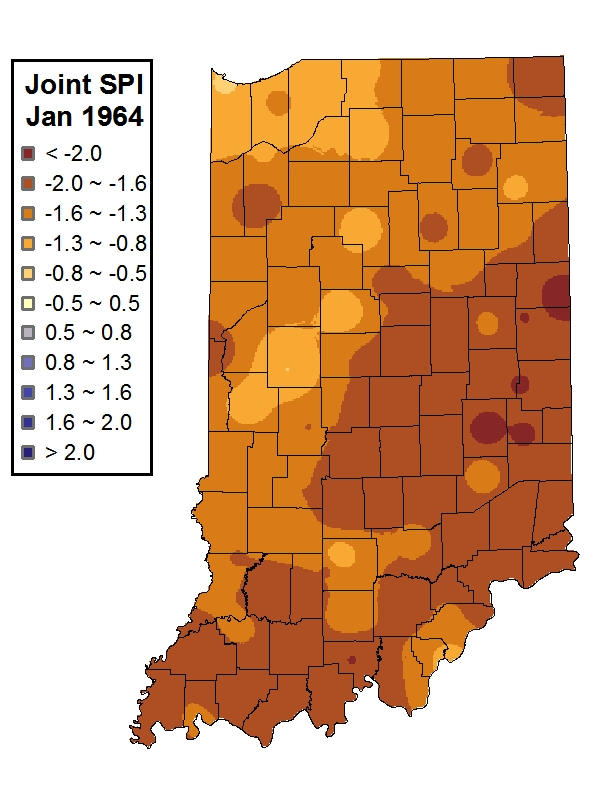 Joint SPI
Jan 1964
< -2.0
-2.0 ~ -1.6
-1.6 ~ -1.3
-1.3 ~ -0.8
-0.8 ~ -0.5
-0.5 ~ 0.5
0.5 ~ 0.8
0.8 ~ 1.3
1.3 ~ 1.6
1.6 ~ 2.0
> 2.0